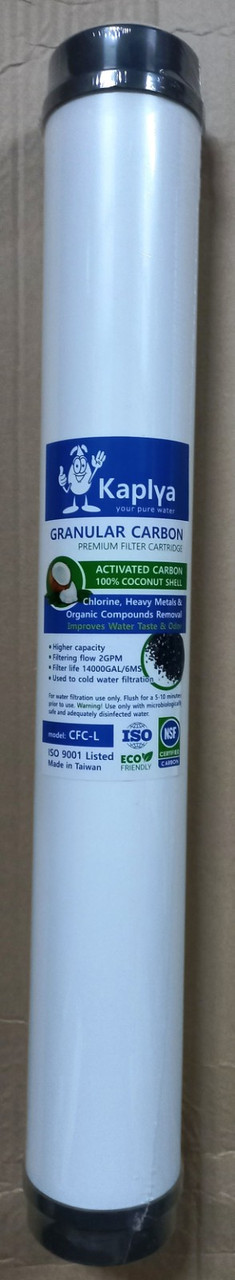 Kaplya
your pure water
GRANULAR CARBON
PREMIUM FILTER CARTRIDGE
ACTIVATED CARBON
100% COCONUT SHELL
Chlorine, Heavy Metals &
Organic Compounds Removal
Improves Water Taste & Odor
• Higher capacity
• Filtering flow 2GPM
• Filter life 14000GAL/6MS
• Used to cold water filtration
For water filtration use only. Flush for a 5-10 minutes
prior to use. Warning! Use only with microbiologically
safe and adequately disinfected water.
model: CFC-L
ISO
NSF
CERTIFIED
CARBON
ISO 9001 Listed
Made in Taiwan
ECO
FRIENDLY